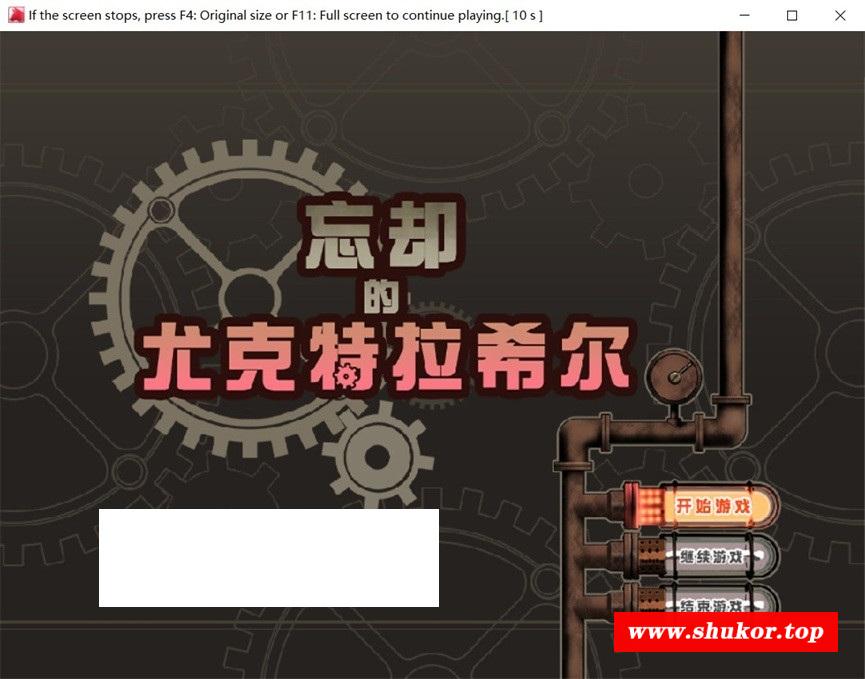 If the screen stops, press F4: Original size or F11: Full screen to continue playing.[ 10 s ]
忘却
的
尤克特拉希尔
开始游戏
继续游戏
结束游戏
www.shukor.top